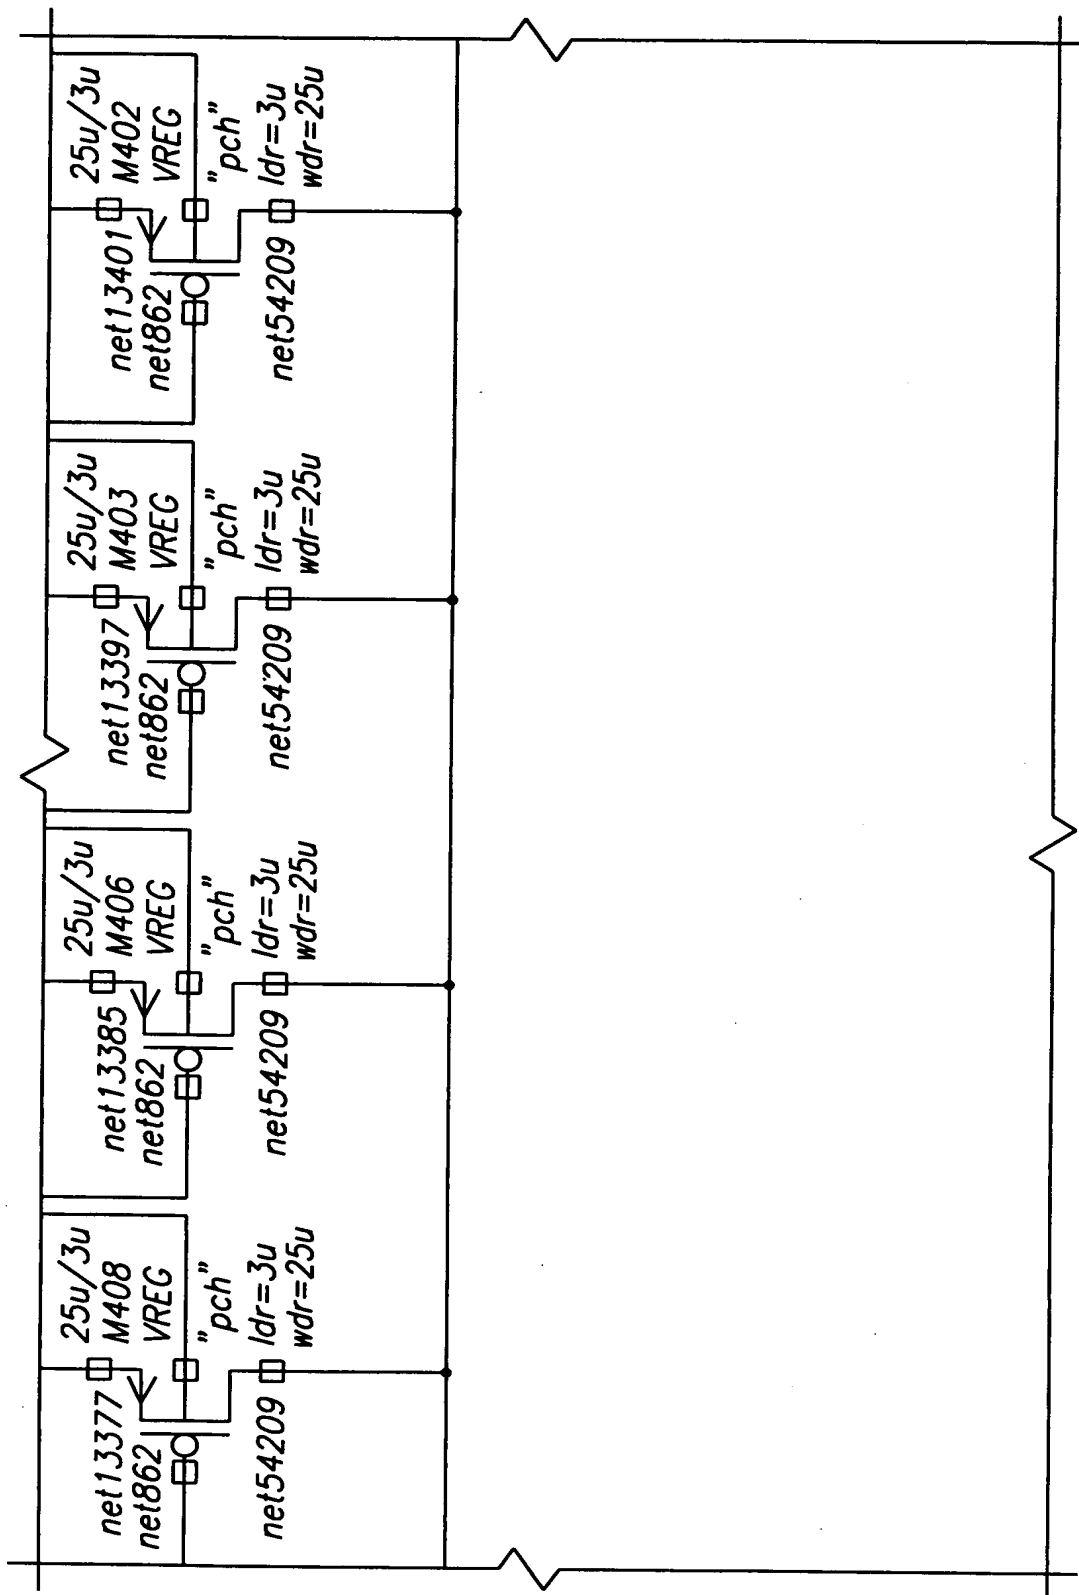 25u/3u
M408
VREG
net13377
net862
"pch"
ldr=3u
wdr=25u
net54209
25u/3u
M406
VREG
net13385
net862
"pch"
ldr=3u
wdr=25u
net54209
25u/3u
M403
VREG
net13397
net862
"pch"
ldr=3u
wdr=25u
net54209
25u/3u
M402
VREG
net13401
net862
"pch"
ldr=3u
wdr=25u
net54209